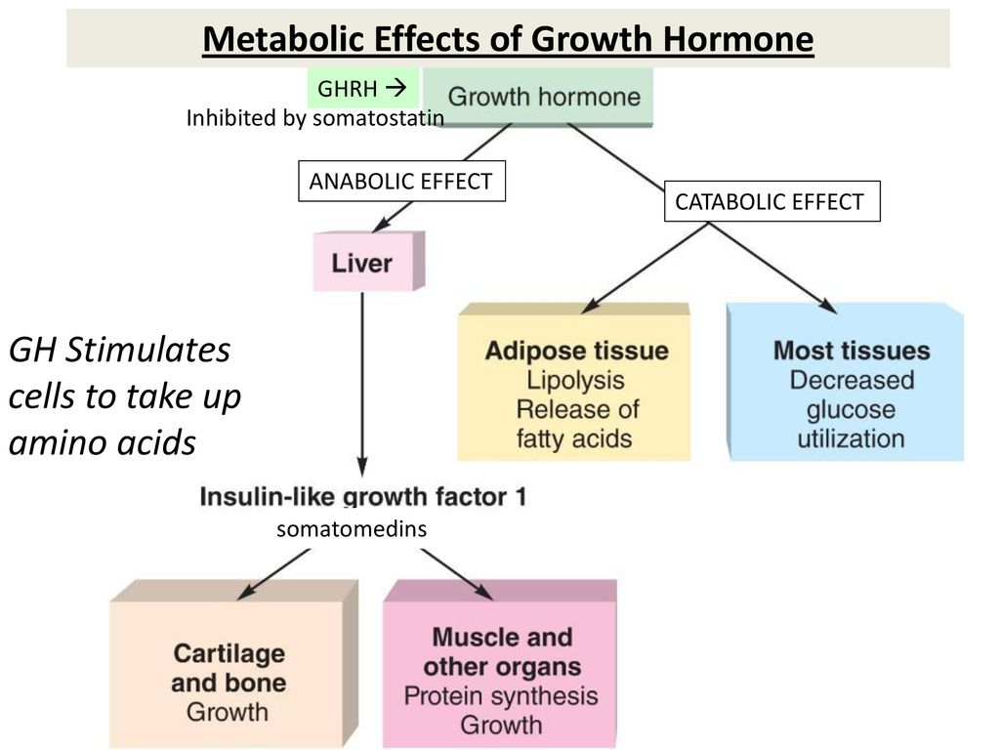 Metabolic Effects of Growth Hormone
GHRH →
Growth hormone
Inhibited by somatostatin
ANABOLIC EFFECT
CATABOLIC EFFECT
Liver
GH Stimulates
cells to take up
amino acids
Adipose tissue
Lipolysis
Release of
fatty acids
Most tissues
Decreased
glucose
utilization
Insulin-like growth factor 1
somatomedins
Cartilage
and bone
Growth
Muscle and
other organs
Protein synthesis
Growth